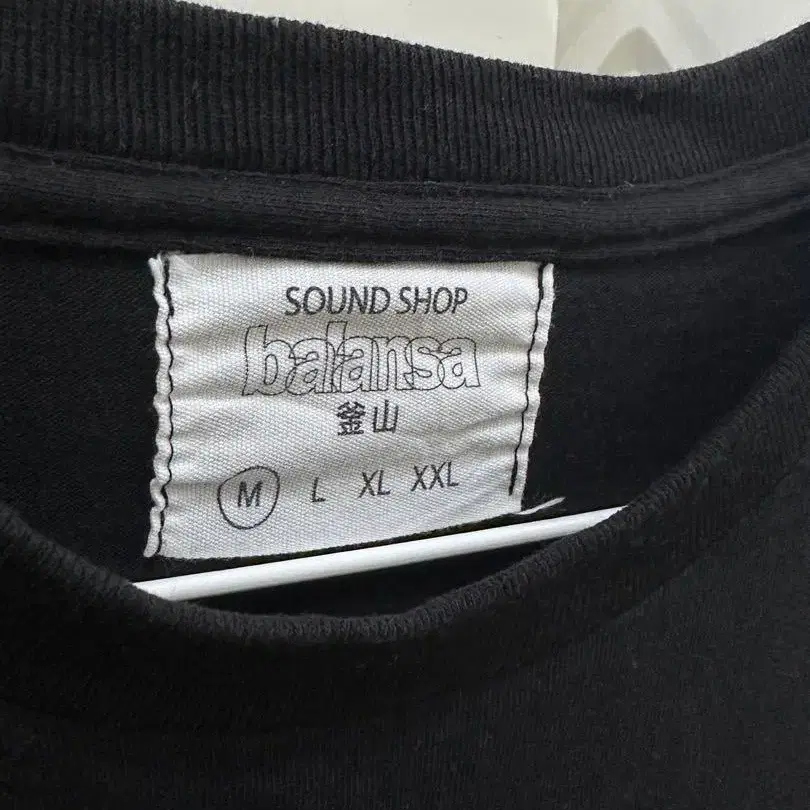 SOUND SHOP
balansa
釜山
M L XL XXL